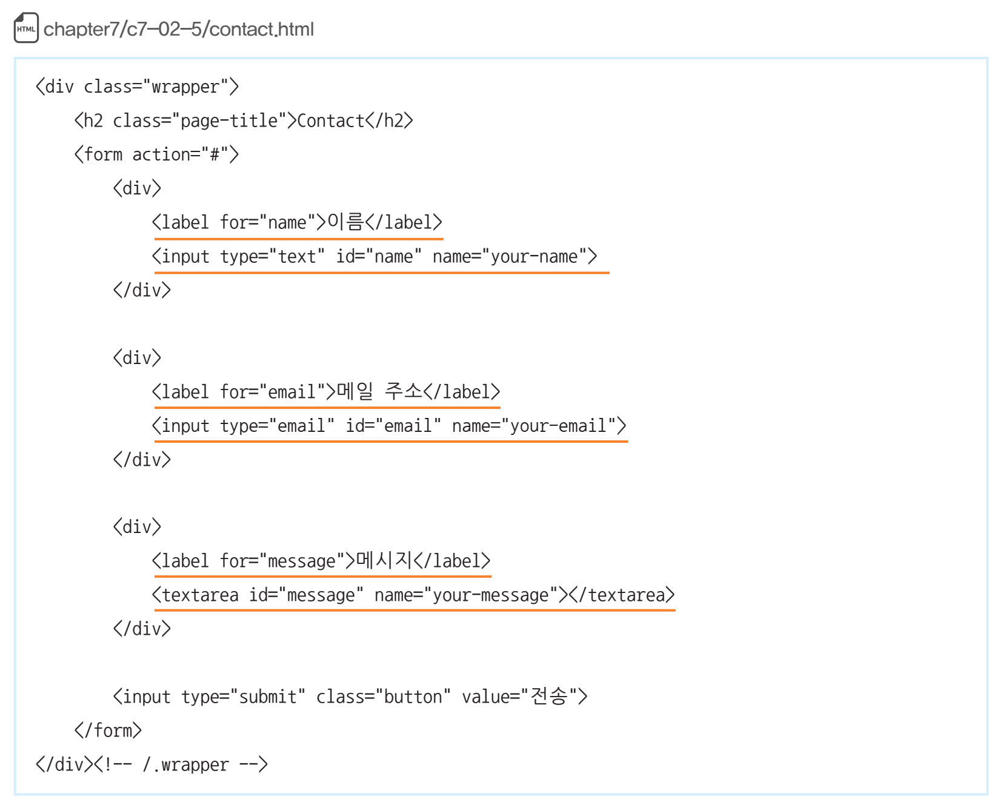 HTML chapter7/c7-02-5/contact.html
<div class="wrapper">
    <h2 class="page-title">Contact</h2>
    <form action="#">
        <div>
            <label for="name">이름</label>
            <input type="text" id="name" name="your-name">
        </div>

        <div>
            <label for="email">메일 주소</label>
            <input type="email" id="email" name="your-email">
        </div>

        <div>
            <label for="message">메시지</label>
            <textarea id="message" name="your-message"></textarea>
        </div>

        <input type="submit" class="button" value="전송">
    </form>
</div><!-- /.wrapper -->